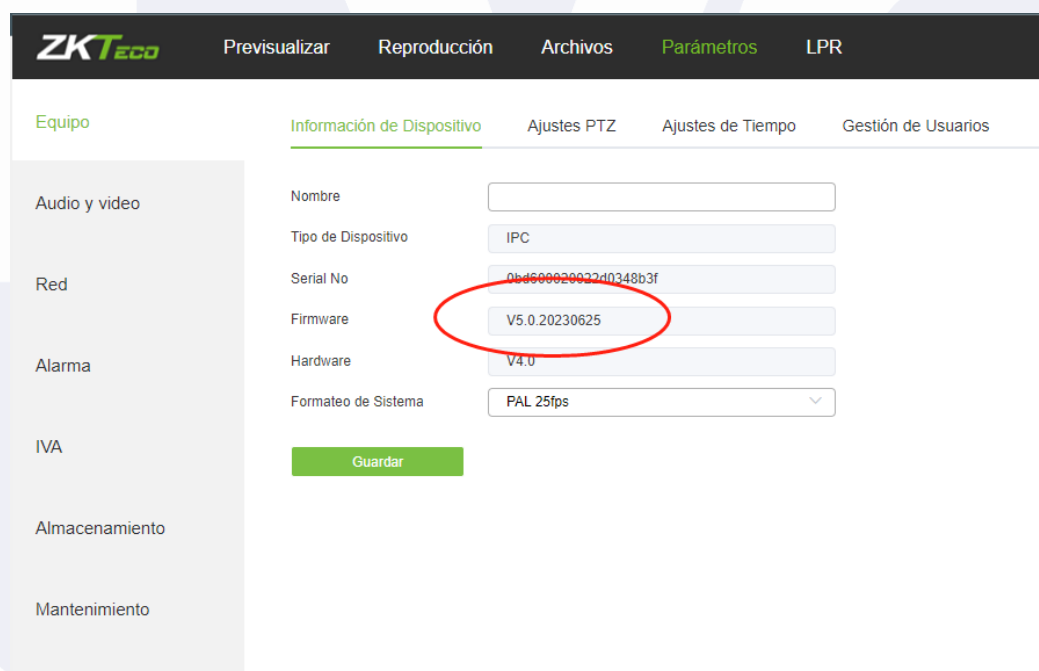 ZKTECO Previsualizar Reproducción Archivos Parámetros LPR
Equipo
Información de Dispositivo Ajustes PTZ Ajustes de Tiempo Gestión de Usuarios
Audio y video
Nombre
Tipo de Dispositivo IPC
Red
Serial No
Firmware V5.0.20230625
Alarma
Hardware V4.0
Formateo de Sistema PAL 25fps
IVA
Guardar
Almacenamiento
Mantenimiento